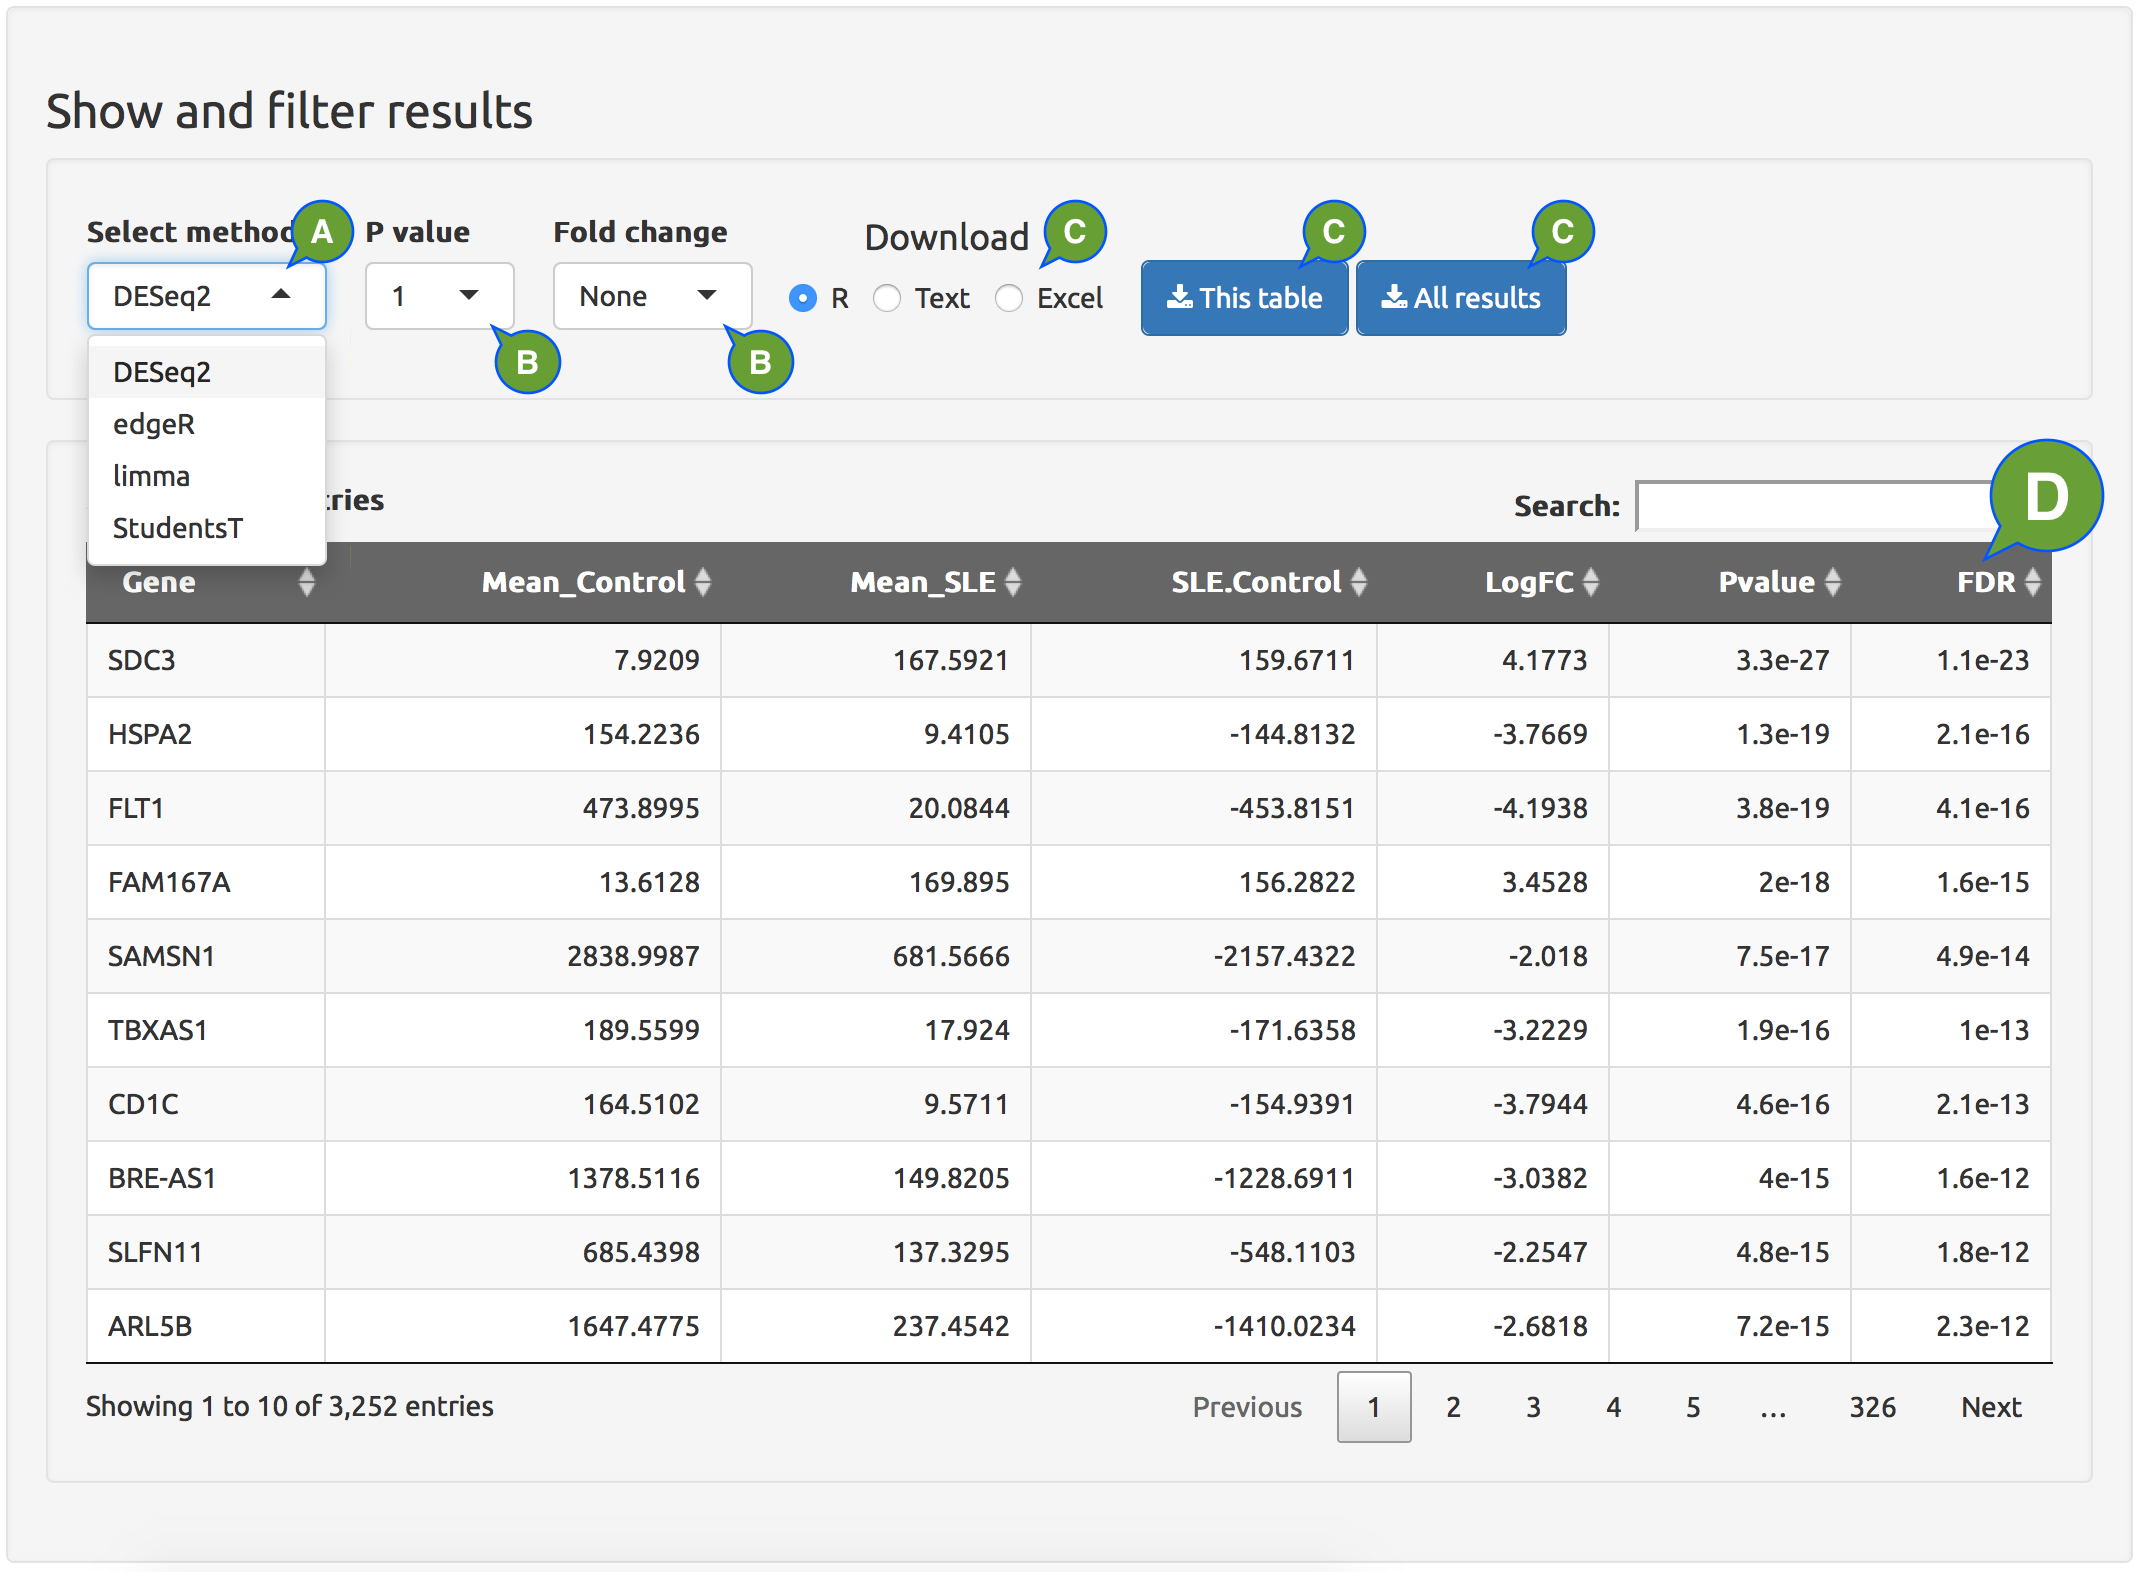 Show and filter results
Select method A P value Fold change Download C C C
DESeq2 1 None R Text Excel This table All results
B B
DESeq2
edgeR
limma
StudentsT
tries Search: D
Gene Mean_Control Mean_SLE SLE.Control LogFC Pvalue FDR
SDC3 7.9209 167.5921 159.6711 4.1773 3.3e-27 1.1e-23
HSPA2 154.2236 9.4105 -144.8132 -3.7669 1.3e-19 2.1e-16
FLT1 473.8995 20.0844 -453.8151 -4.1938 3.8e-19 4.1e-16
FAM167A 13.6128 169.895 156.2822 3.4528 2e-18 1.6e-15
SAMSN1 2838.9987 681.5666 -2157.4322 -2.018 7.5e-17 4.9e-14
TBXAS1 189.5599 17.924 -171.6358 -3.2229 1.9e-16 1e-13
CD1C 164.5102 9.5711 -154.9391 -3.7944 4.6e-16 2.1e-13
BRE-AS1 1378.5116 149.8205 -1228.6911 -3.0382 4e-15 1.6e-12
SLFN11 685.4398 137.3295 -548.1103 -2.2547 4.8e-15 1.8e-12
ARL5B 1647.4775 237.4542 -1410.0234 -2.6818 7.2e-15 2.3e-12
Showing 1 to 10 of 3,252 entries Previous 1 2 3 4 5 ... 326 Next